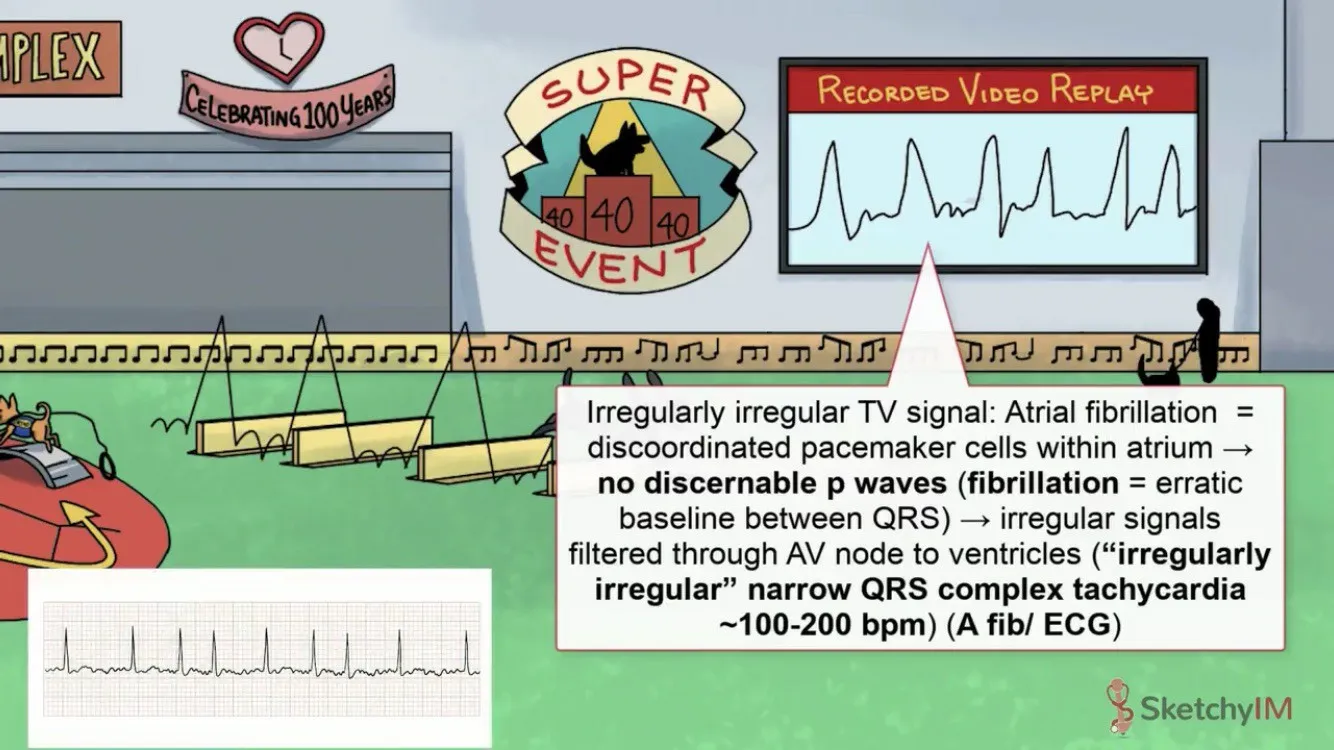 MPLEX
CELEBRATING 100 YEARS
SUPER
40 40 40
EVENT
RECORDED VIDEO REPLAY
Irregularly irregular TV signal: Atrial fibrillation =
discoordinated pacemaker cells within atrium →
no discernable p waves (fibrillation = erratic
baseline between QRS) → irregular signals
filtered through AV node to ventricles (“irregularly
irregular” narrow QRS complex tachycardia
~100-200 bpm) (A fib/ ECG)
SketchyIM